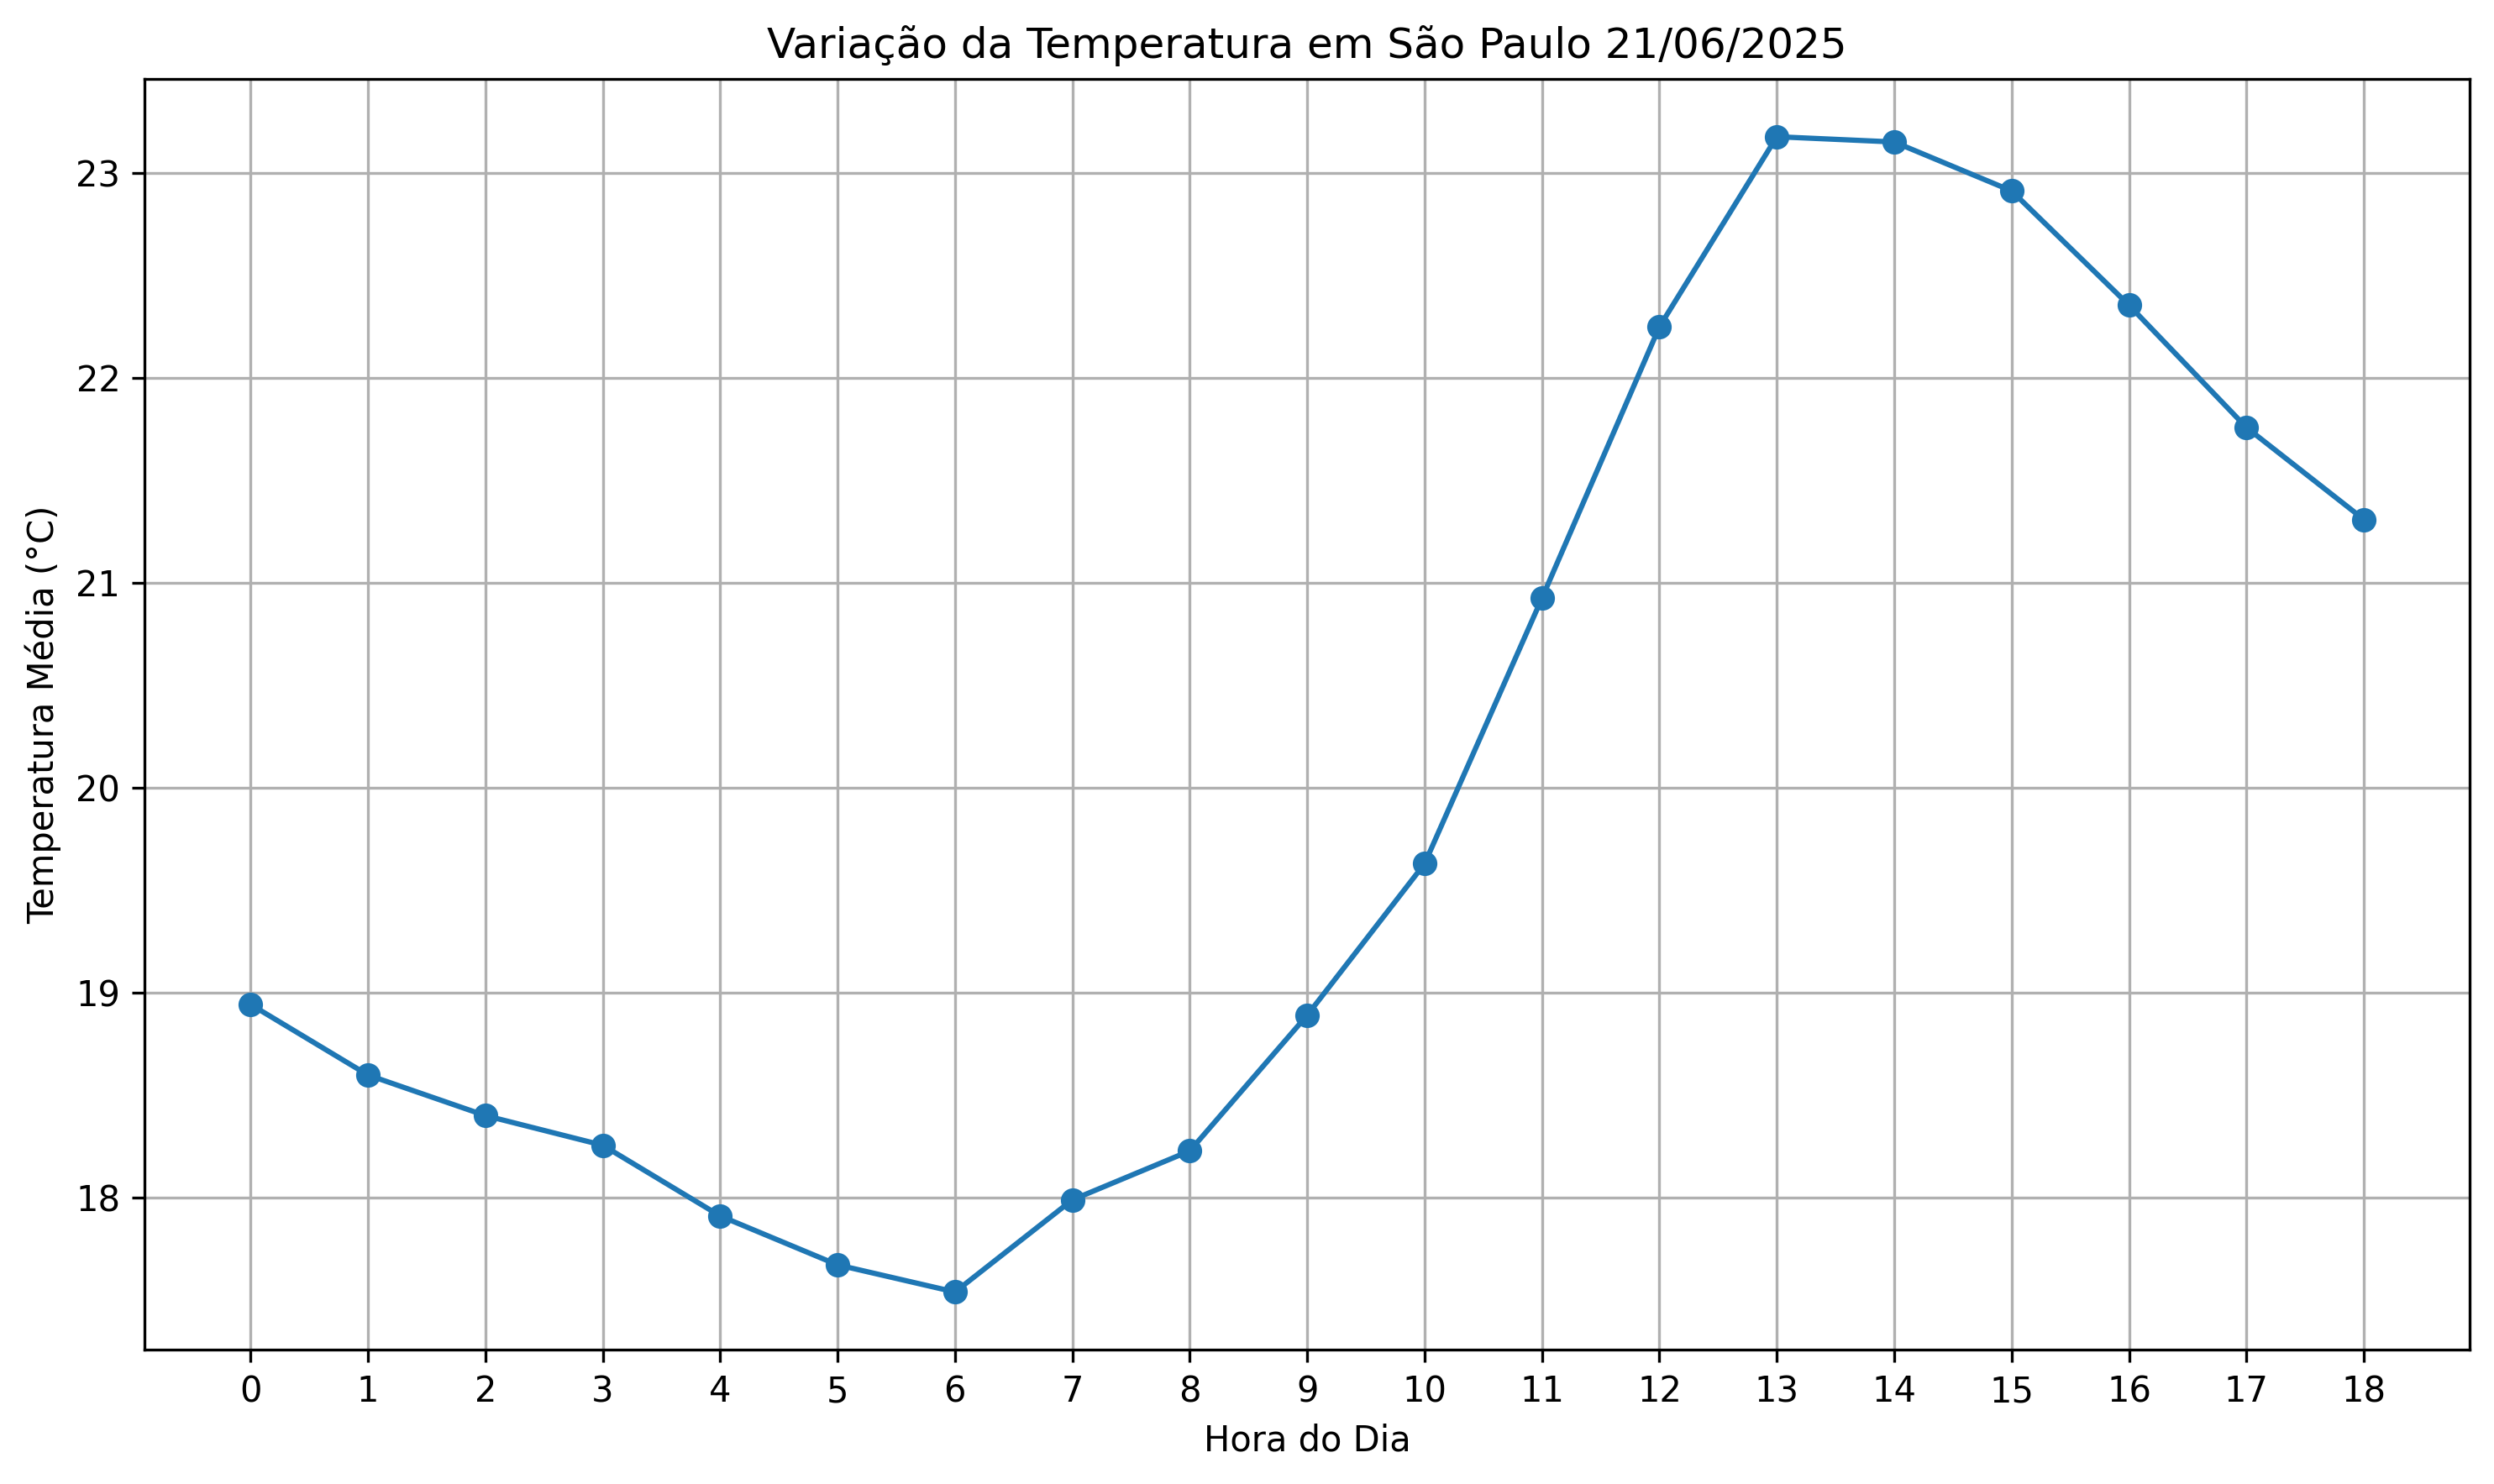 Variação da Temperatura em São Paulo 21/06/2025
Temperatura Média (°C)
23
22
21
20
19
18
0 1 2 3 4 5 6 7 8 9 10 11 12 13 14 15 16 17 18
Hora do Dia